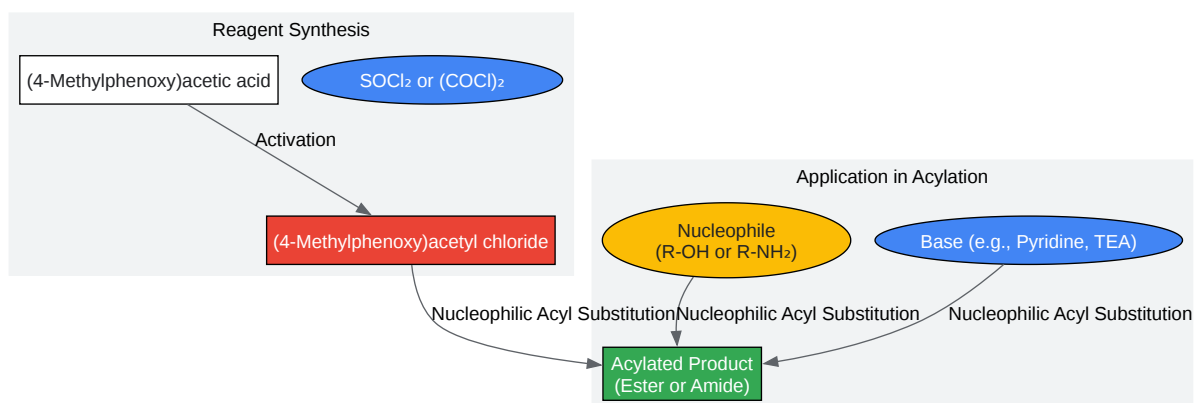 Reagent Synthesis
(4-Methylphenoxy)acetic acid
SOCl₂ or (COCl)₂
Activation
(4-Methylphenoxy)acetyl chloride
Application in Acylation
Nucleophile
(R-OH or R-NH₂)
Base (e.g., Pyridine, TEA)
Nucleophilic Acyl Substitution
Nucleophilic Acyl Substitution
Nucleophilic Acyl Substitution
Acylated Product
(Ester or Amide)